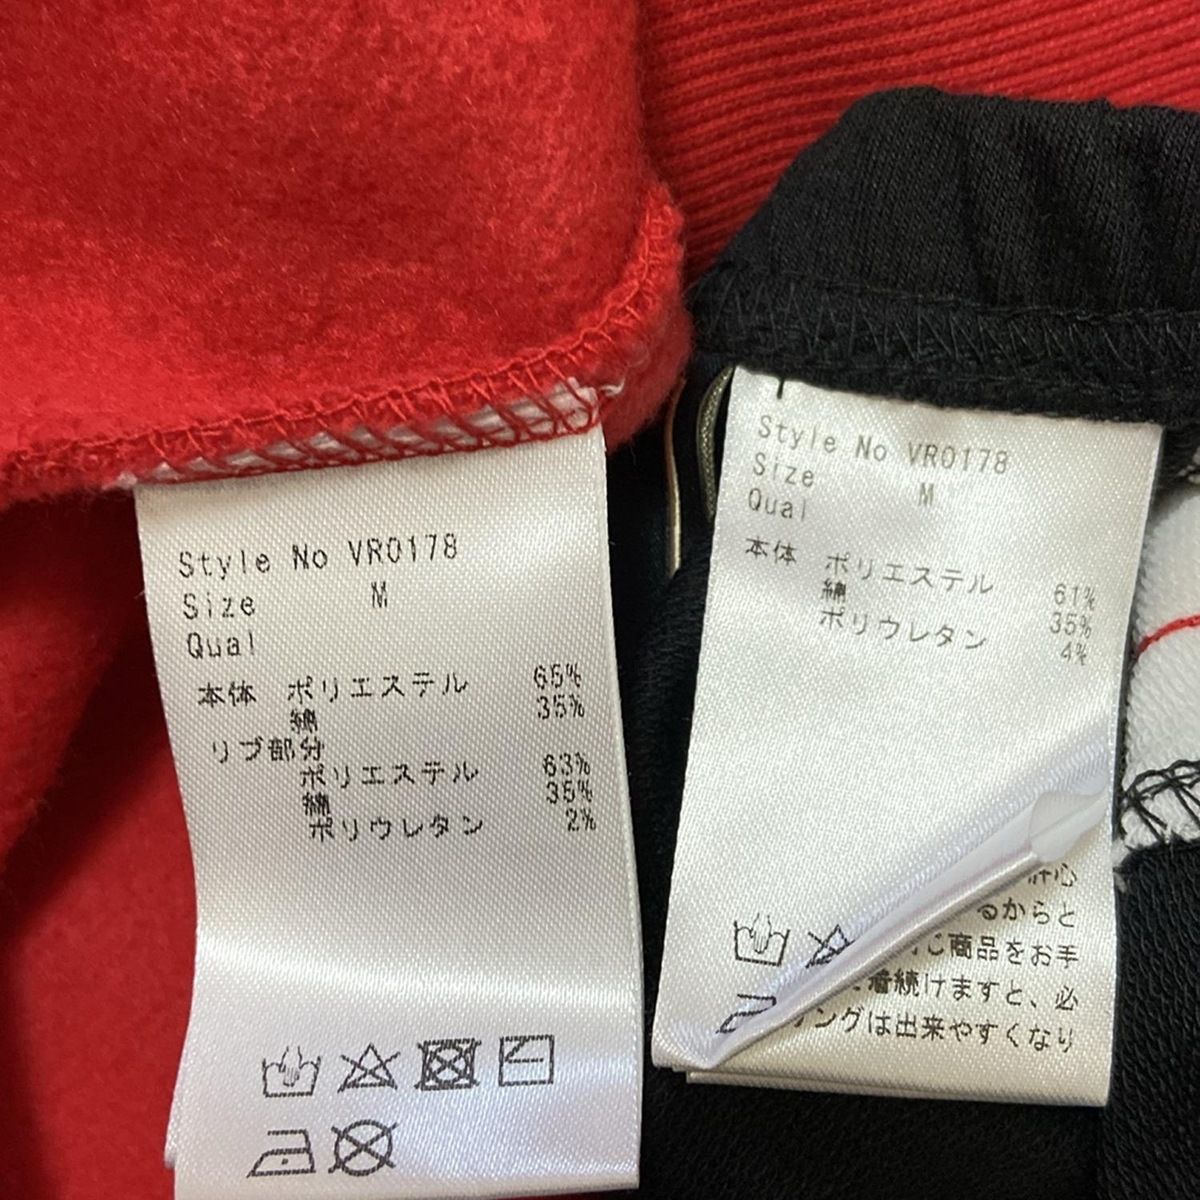 Style No VR0178
Size M
Qual
本体 ポリエステル 65%
綿 35%
リブ部分
ポリエステル 63%
綿 35%
ポリウレタン 2%
Style No VR0178
Size M
Qual
本体 ポリエステル 61%
綿 35%
ポリウレタン 4%
るからと
商品をお手
着続けますと、必
ングは出来やすくなり